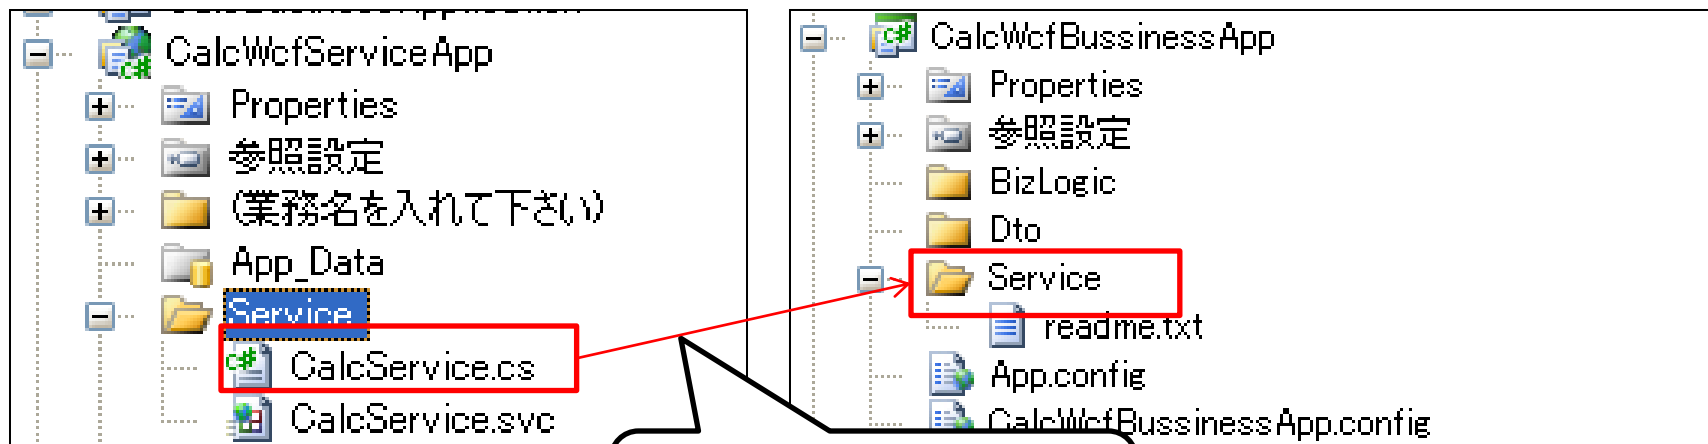 CalcWcfServiceApp
Properties
参照設定
(業務名を入れて下さい)
App_Data
Service
CalcService.cs
CalcService.svc
CalcWcfBussinessApp
Properties
参照設定
BizLogic
Dto
Service
readme.txt
App.config
CalcWcfBussinessApp.config